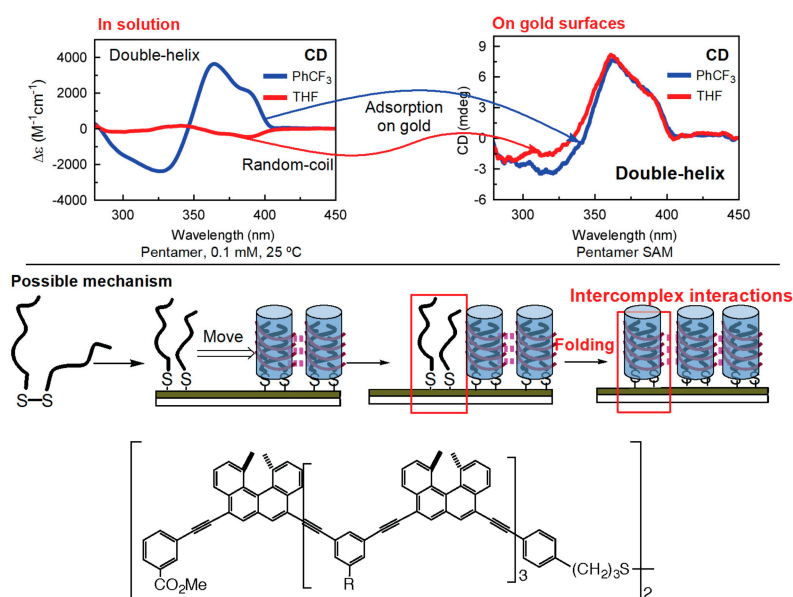 In solution
On gold surfaces
Double-helix
CD
PhCF3
THF
4000
2000
0
-2000
-4000
Δε (M⁻¹cm⁻¹)
Random-coil
300
350
400
450
Wavelength (nm)
Pentamer, 0.1 mM, 25 ºC
Adsorption
on gold
CD
PhCF3
THF
9
6
3
0
-3
-6
CD (mdeg)
Double-helix
300
350
400
450
Wavelength (nm)
Pentamer SAM
Possible mechanism
Intercomplex interactions
Move
Folding
S–S
S S
S S
S S
S S
S S
S S
S S
S S
S S
CO2Me
R
3
(CH2)3S
2